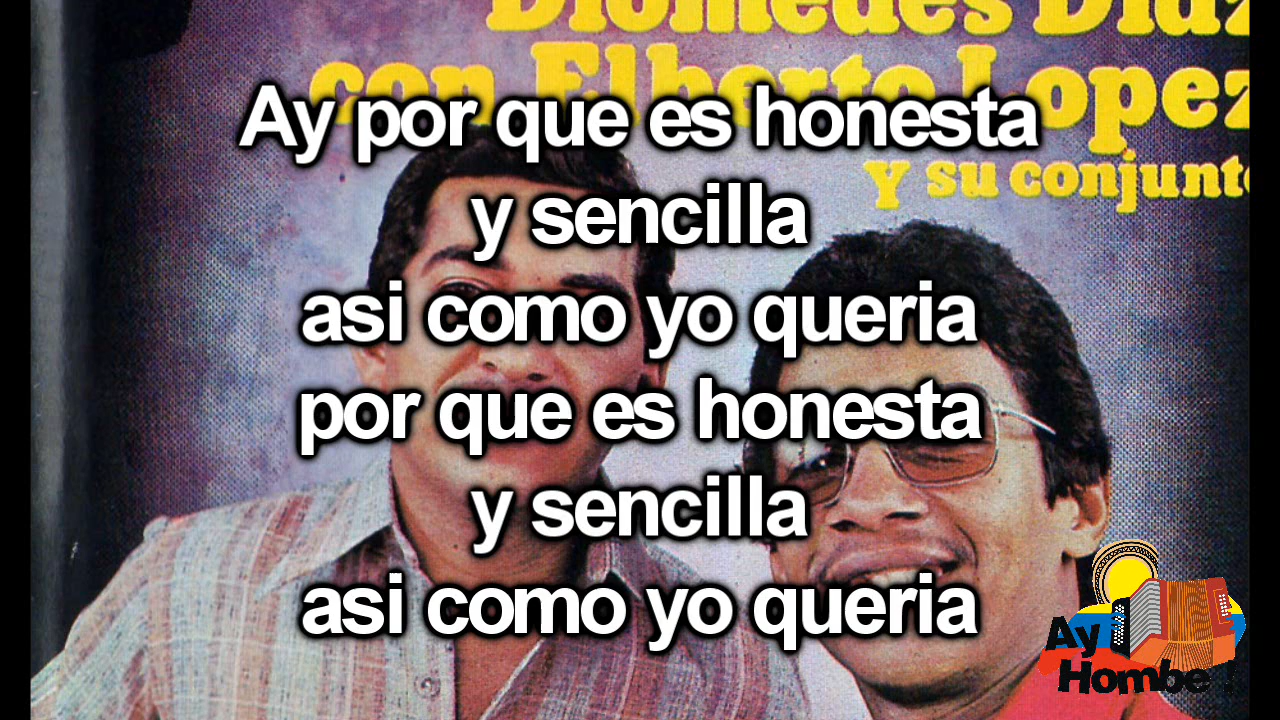 Diomedes Diaz
con Elberto Lopez
y su conjunto
Ay por que es honesta
y sencilla
asi como yo queria
por que es honesta
y sencilla
asi como yo queria
Ay
Hombe!